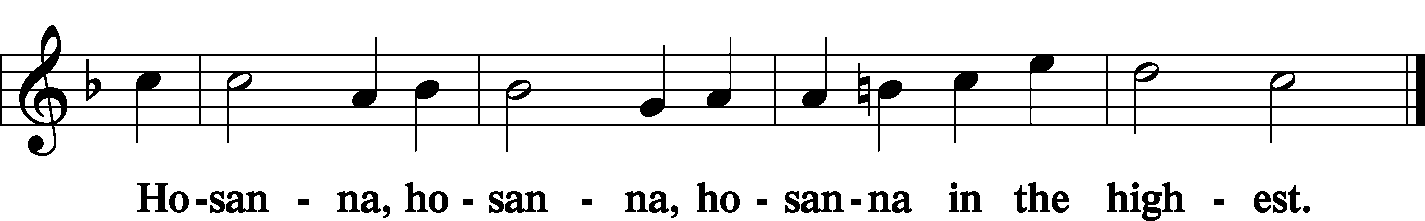 Ho-san - na, ho - san - na, ho - san-na in the high - est.